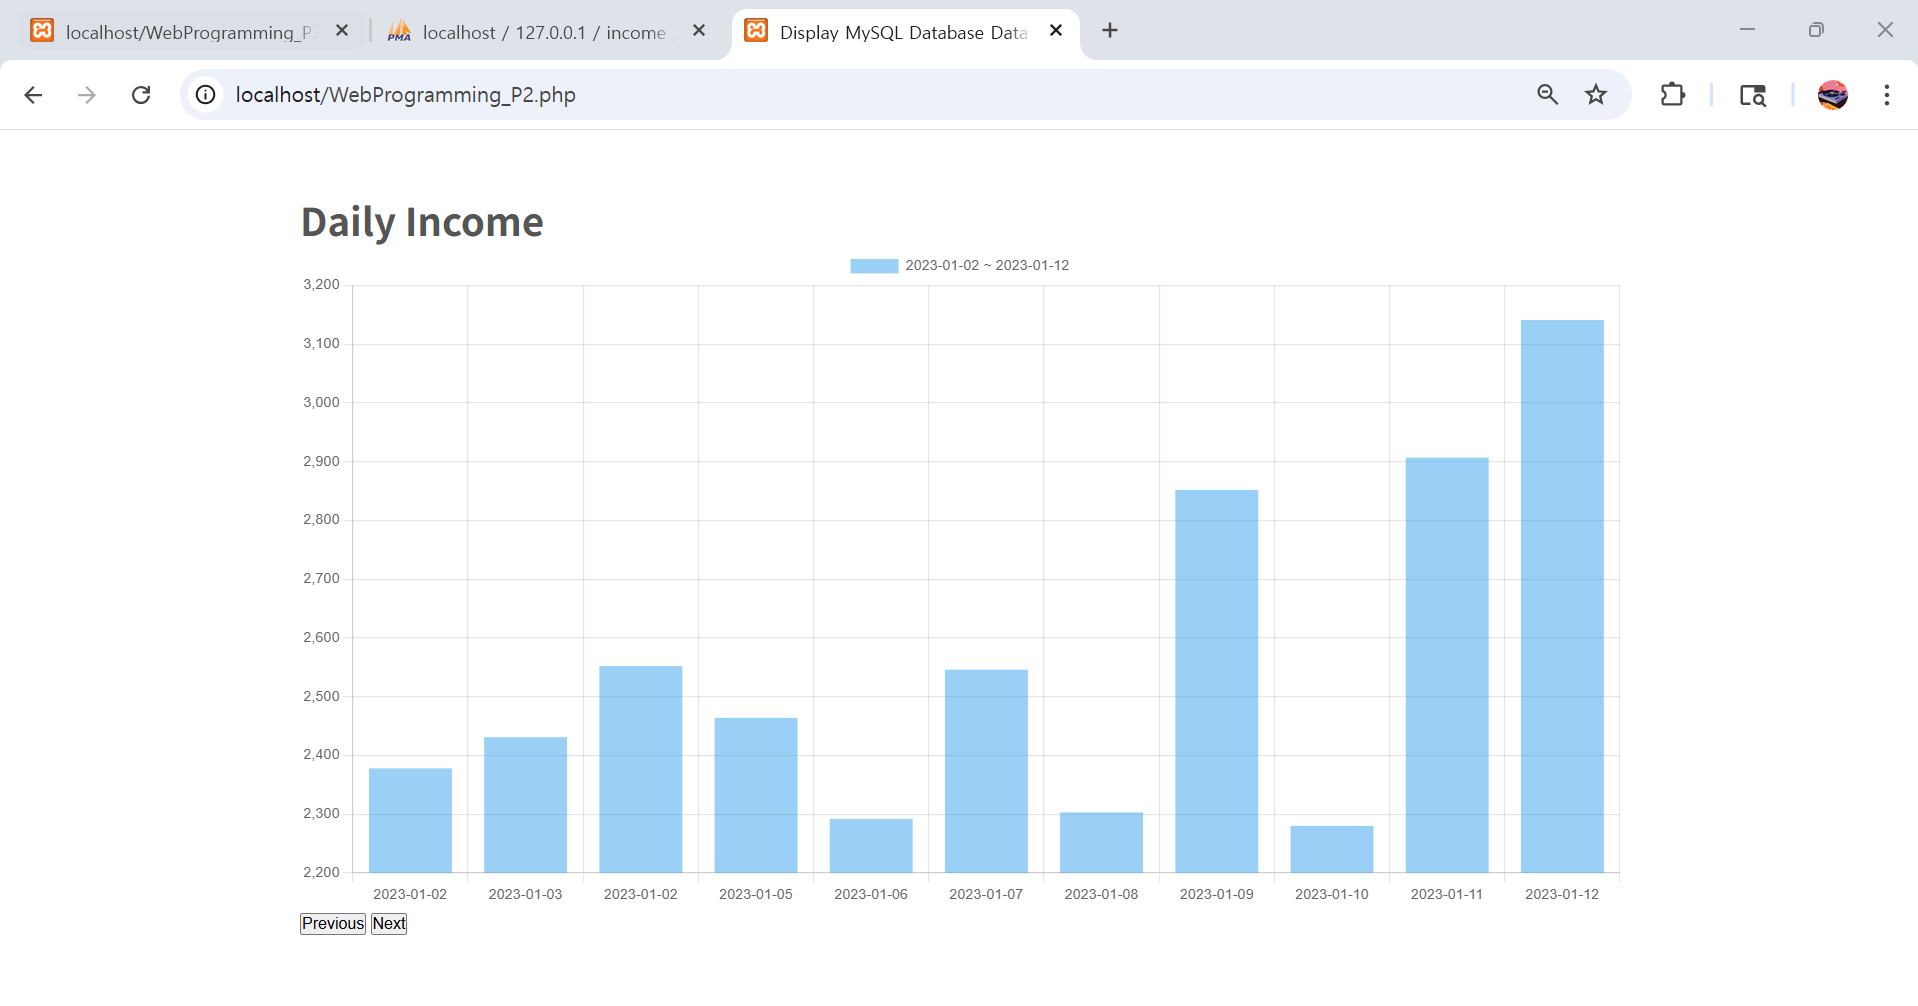 localhost/WebProgramming_P
localhost / 127.0.0.1 / income
Display MySQL Database Data
localhost/WebProgramming_P2.php
Daily Income
2023-01-02 ~ 2023-01-12
3,200
3,100
3,000
2,900
2,800
2,700
2,600
2,500
2,400
2,300
2,200
2023-01-02 2023-01-03 2023-01-02 2023-01-05 2023-01-06 2023-01-07 2023-01-08 2023-01-09 2023-01-10 2023-01-11 2023-01-12
Previous Next
PMA